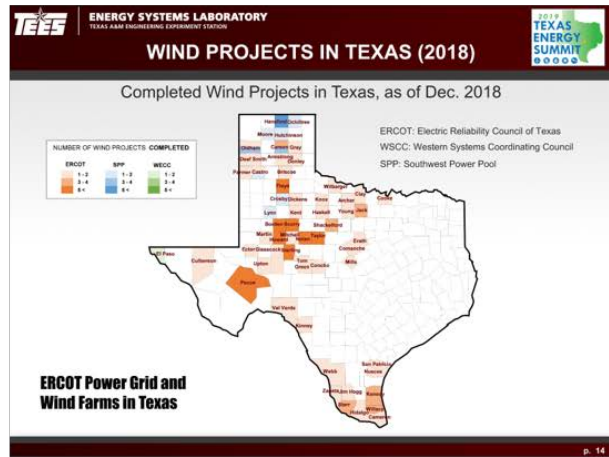 TEES
ENERGY SYSTEMS LABORATORY
TEXAS A&M ENGINEERING EXPERIMENT STATION
2019
TEXAS
ENERGY
SUMMIT
WIND PROJECTS IN TEXAS (2018)
Completed Wind Projects in Texas, as of Dec. 2018
NUMBER OF WIND PROJECTS COMPLETED
ERCOT SPP WECC
1 - 2 1 - 2 1 - 2
3 - 4 3 - 4 3 - 4
5 < 5 < 5 <
ERCOT: Electric Reliability Council of Texas
WSCC: Western Systems Coordinating Council
SPP: Southwest Power Pool
Hansford Ochiltree
Moore Hutchinson
Oldham Carson Gray
Deaf Smith Armstrong Donley
Parmer Castro Briscoe
Floyd
Wilbarger Clay
Crosby Dickens Knox Archer Cooke
Lynn Kent Haskell Young Jack
Shackelford
Martin Mitchell Nolan Taylor Erath
Howard Comanche
Ector Glasscock Sterling
El Paso Culberson Upton Tom Green Concho Mills
Pecos
Val Verde
Kinney
Webb San Patricio
Zapata Jim Hogg Kenedy
Starr Willacy
Hidalgo Cameron
ERCOT Power Grid and
Wind Farms in Texas
p. 14